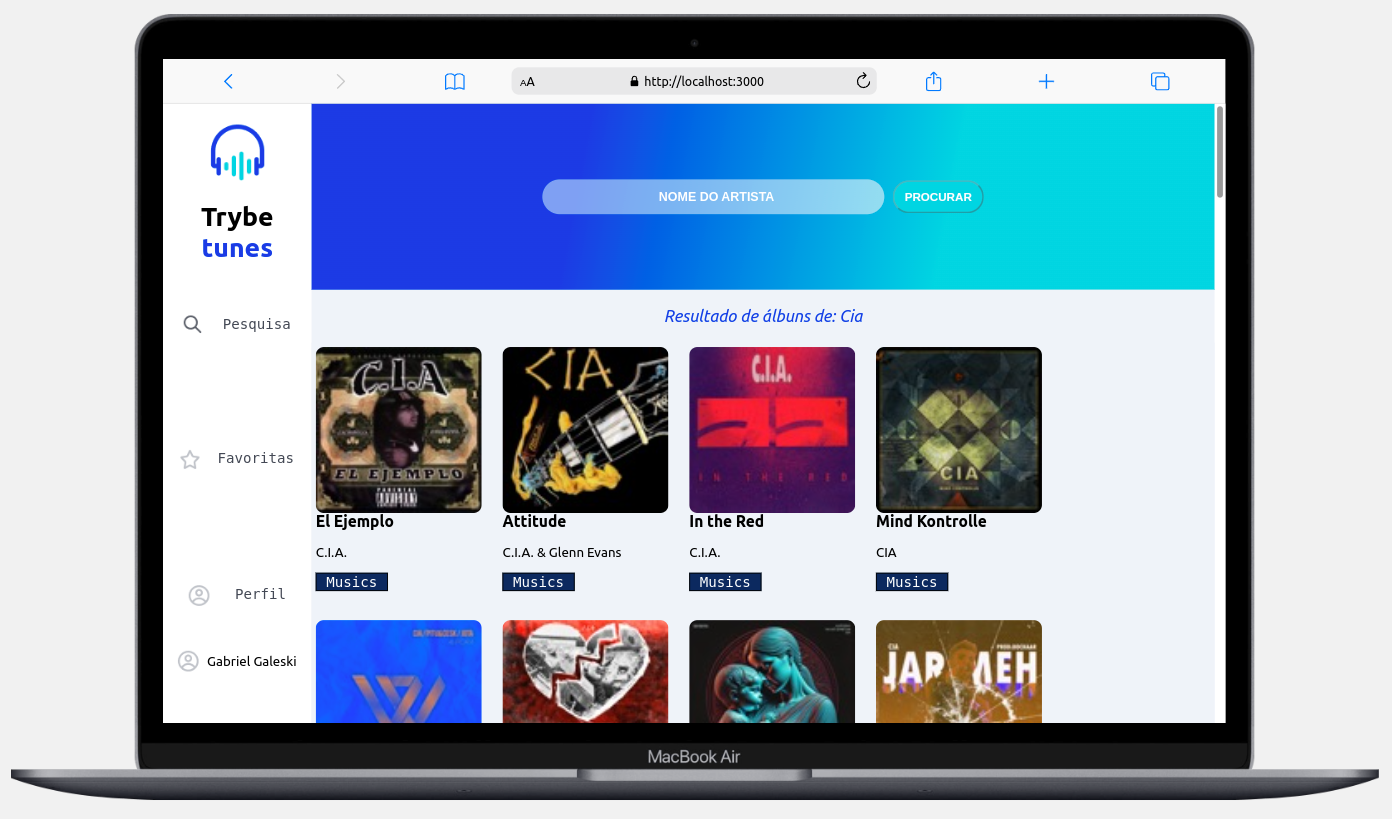 AA
http://localhost:3000
Trybe
tunes
NOME DO ARTISTA
PROCURAR
Pesquisa
Favoritas
Perfil
Gabriel Galeski
Resultado de álbuns de: Cia
C.I.A
EL EJEMPLO
PARENTAL
CIA
C.I.A.
IN THE RED
CIA
El Ejemplo
Attitude
In the Red
Mind Kontrolle
C.I.A.
C.I.A. & Glenn Evans
C.I.A.
CIA
Musics
Musics
Musics
Musics
CIA
MacBook Air